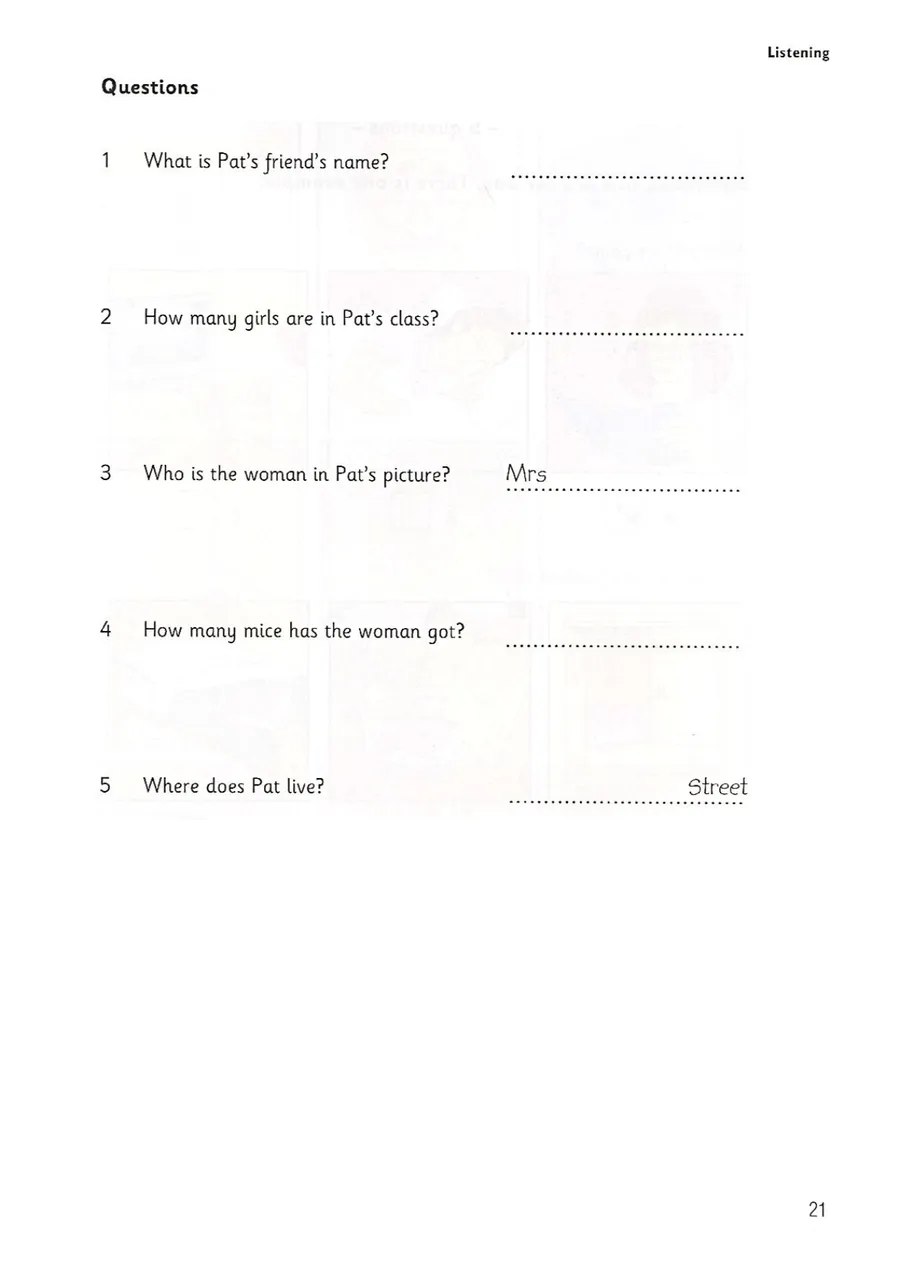 Listening
Questions
1 What is Pat's friend's name? ..................................
2 How many girls are in Pat's class? ..................................
3 Who is the woman in Pat's picture? Mrs ..................................
4 How many mice has the woman got? ..................................
5 Where does Pat live? .................................. Street
21